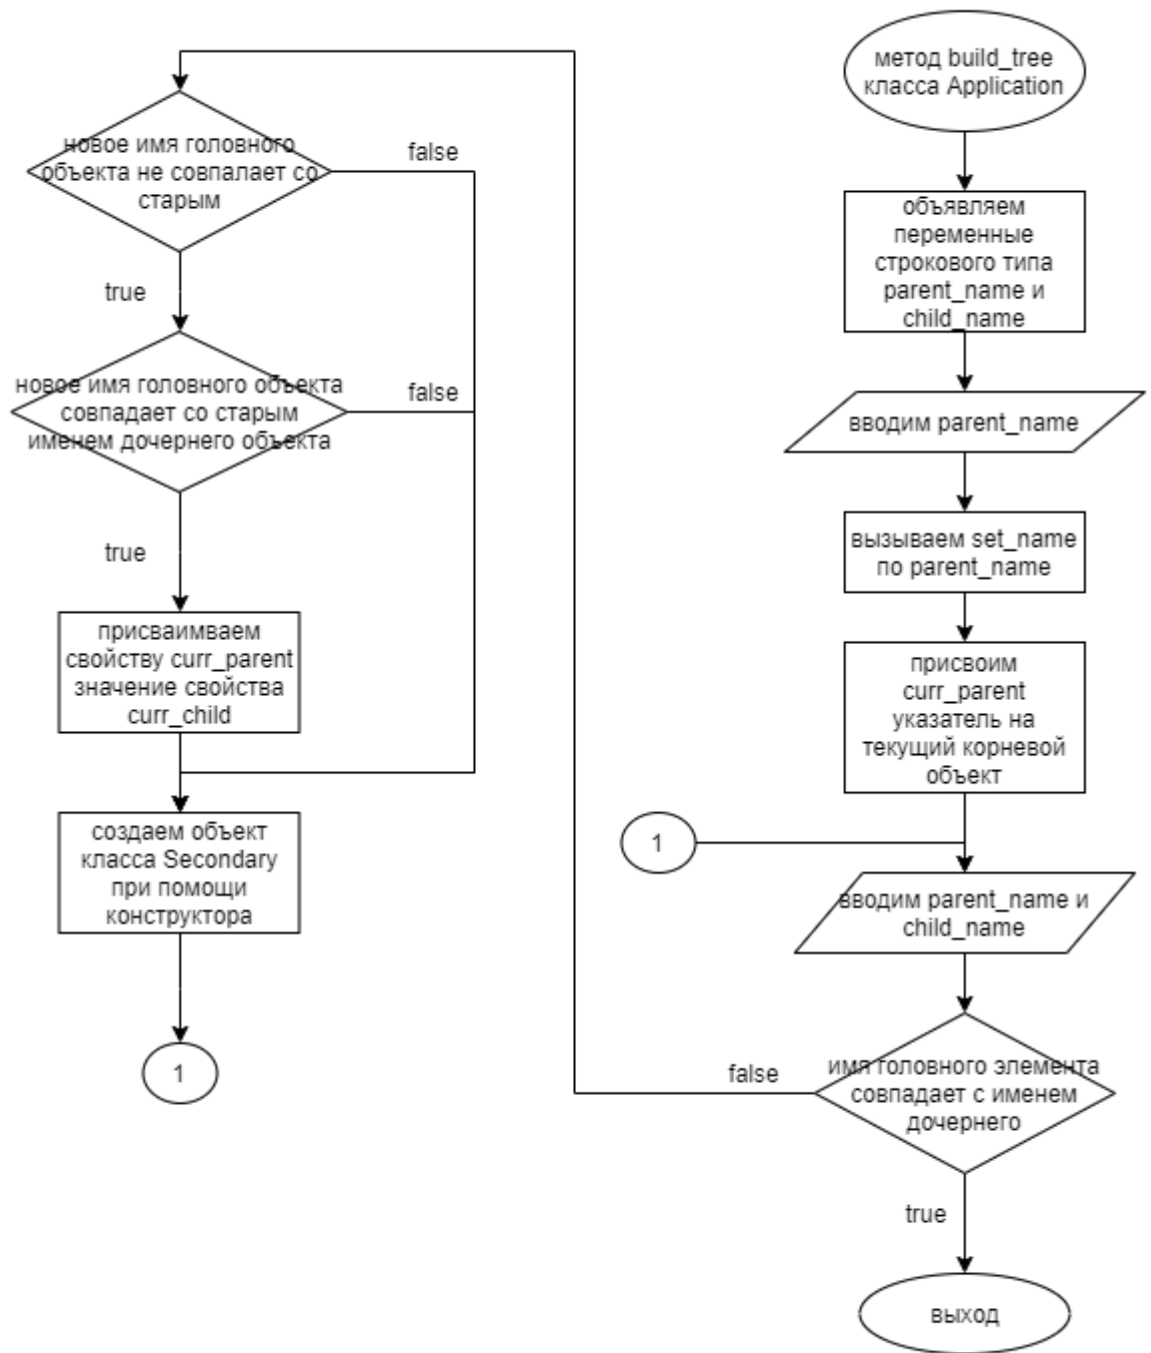 метод build_tree
класса Application
объявляем
переменные
строкового типа
parent_name и
child_name
вводим parent_name
вызываем set_name
по parent_name
присвоим
curr_parent
указатель на
текущий корневой
объект
1
вводим parent_name и
child_name
имя головного элемента
совпадает с именем
дочернего
false
true
выход
новое имя головного
объекта не совпалает со
старым
false
true
новое имя головного объекта
совпадает со старым
именем дочернего объекта
false
true
присваимваем
свойству curr_parent
значение свойства
curr_child
создаем объект
класса Secondary
при помощи
конструктора
1